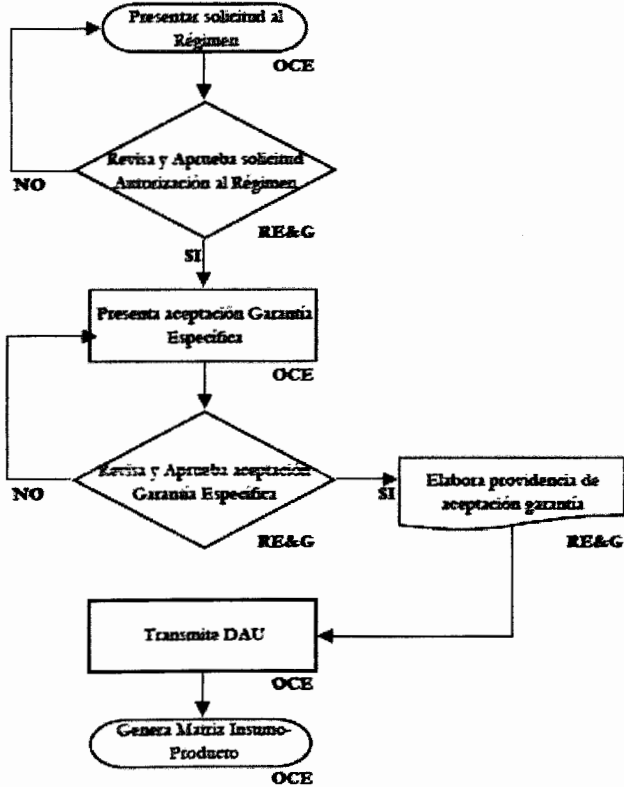 Presentar solicitud al
Régimen
OCE
Revisa y Aprueba solicitud
Autorización al Régimen
NO
RE&G
SI
Presenta aceptación Garantía
Específica
OCE
Revisa y Aprueba aceptación
Garantía Específica
NO
RE&G
SI
Elabora providencia de
aceptación garantía
RE&G
Transmite DAU
OCE
Genera Matriz Insumo-
Producto
OCE